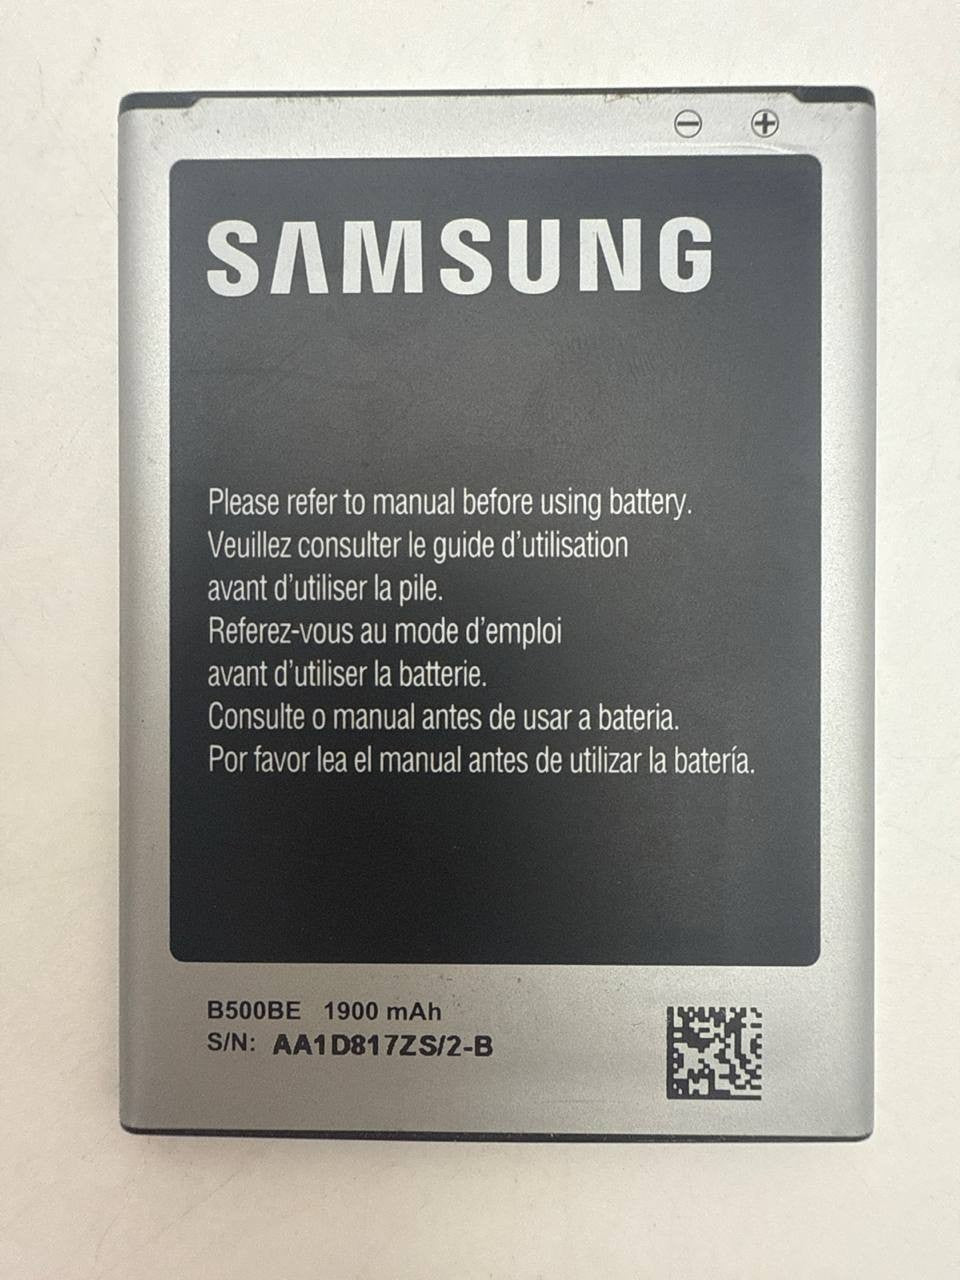 SAMSUNG
Please refer to manual before using battery.
Veuillez consulter le guide d'utilisation
avant d'utiliser la pile.
Referez-vous au mode d'emploi
avant d'utiliser la batterie.
Consulte o manual antes de usar a bateria.
Por favor lea el manual antes de utilizar la batería.
B500BE 1900 mAh
S/N: AA1D817ZS/2-B